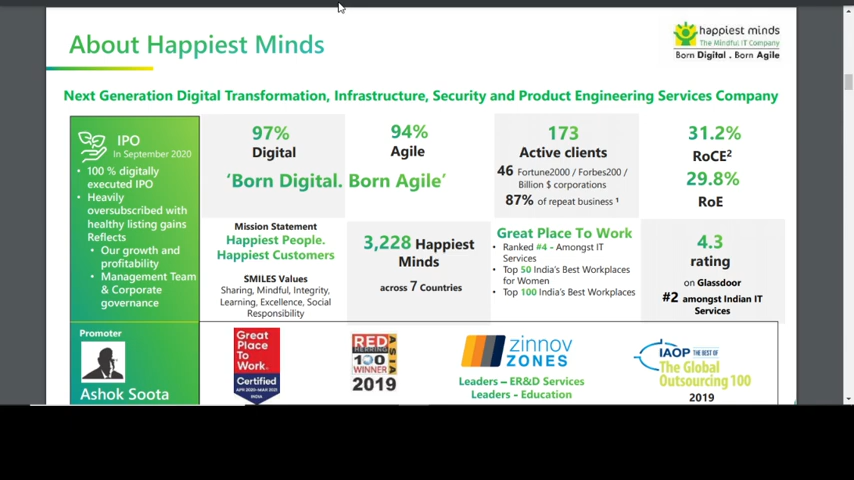 About Happiest Minds
happiest minds
The Mindful IT Company
Born Digital . Born Agile
Next Generation Digital Transformation, Infrastructure, Security and Product Engineering Services Company
IPO
In September 2020
• 100 % digitally
executed IPO
• Heavily
oversubscribed with
healthy listing gains
Reflects
• Our growth and
profitability
• Management Team
& Corporate
governance
97%
Digital
94%
Agile
'Born Digital. Born Agile'
173
Active clients
46 Fortune2000 / Forbes200 /
Billion $ corporations
87% of repeat business 1
31.2%
RoCE2
29.8%
RoE
Mission Statement
Happiest People.
Happiest Customers
SMILES Values
Sharing, Mindful, Integrity,
Learning, Excellence, Social
Responsibility
3,228 Happiest
Minds
across 7 Countries
Great Place To Work
• Ranked #4 - Amongst IT
Services
• Top 50 India's Best Workplaces
for Women
• Top 100 India's Best Workplaces
4.3
rating
on Glassdoor
#2 amongst Indian IT
Services
Promoter
Ashok Soota
Great
Place
To
Work.
Certified
APR 2020-MAR 2021
INDIA
RED
HERRING
100
WINNER
ASIA
2019
zinnov
ZONES
Leaders – ER&D Services
Leaders - Education
IAOP THE BEST OF
The Global
Outsourcing 100
2019